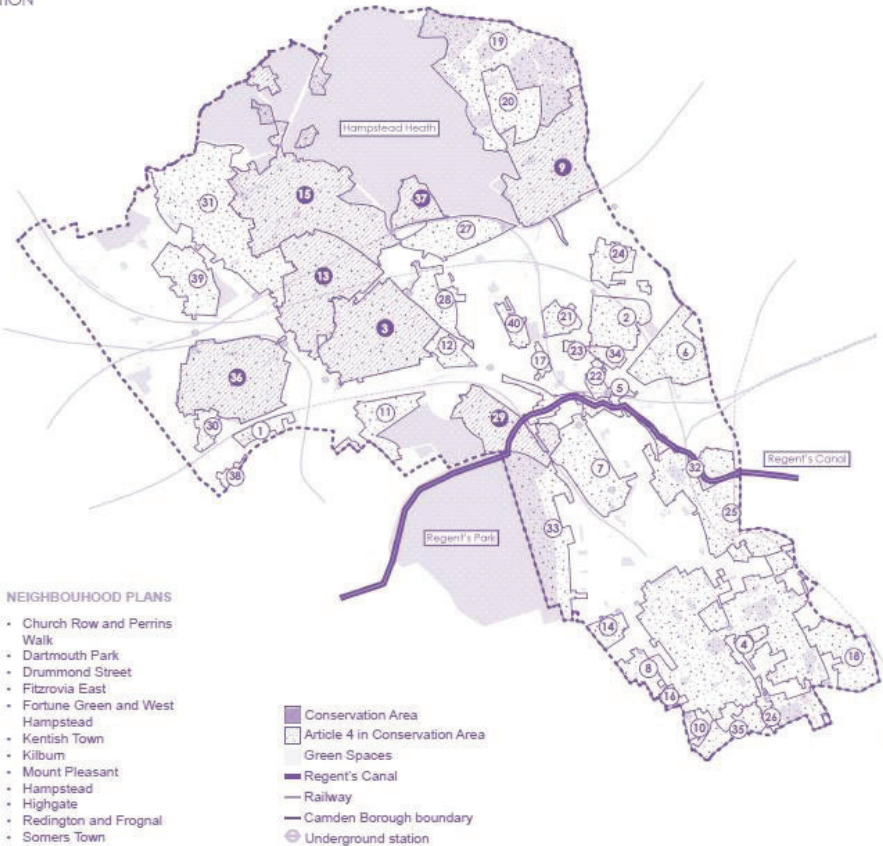 TION
19
20
Hampstead Heath
9
15
37
31
27
24
39
13
28
3
40
21
2
12
17
23
34
6
22
5
36
29
11
30
1
38
7
32
Regent's Canal
25
33
Regent's Park
14
4
8
18
16
10
35
26
NEIGHBOUHOOD PLANS
• Church Row and Perrins
Walk
• Dartmouth Park
• Drummond Street
• Fitzrovia East
• Fortune Green and West
Hampstead
• Kentish Town
• Kilburn
• Mount Pleasant
• Hampstead
• Highgate
• Redington and Frognal
• Somers Town
Conservation Area
Article 4 in Conservation Area
Green Spaces
Regent's Canal
Railway
Camden Borough boundary
Underground station